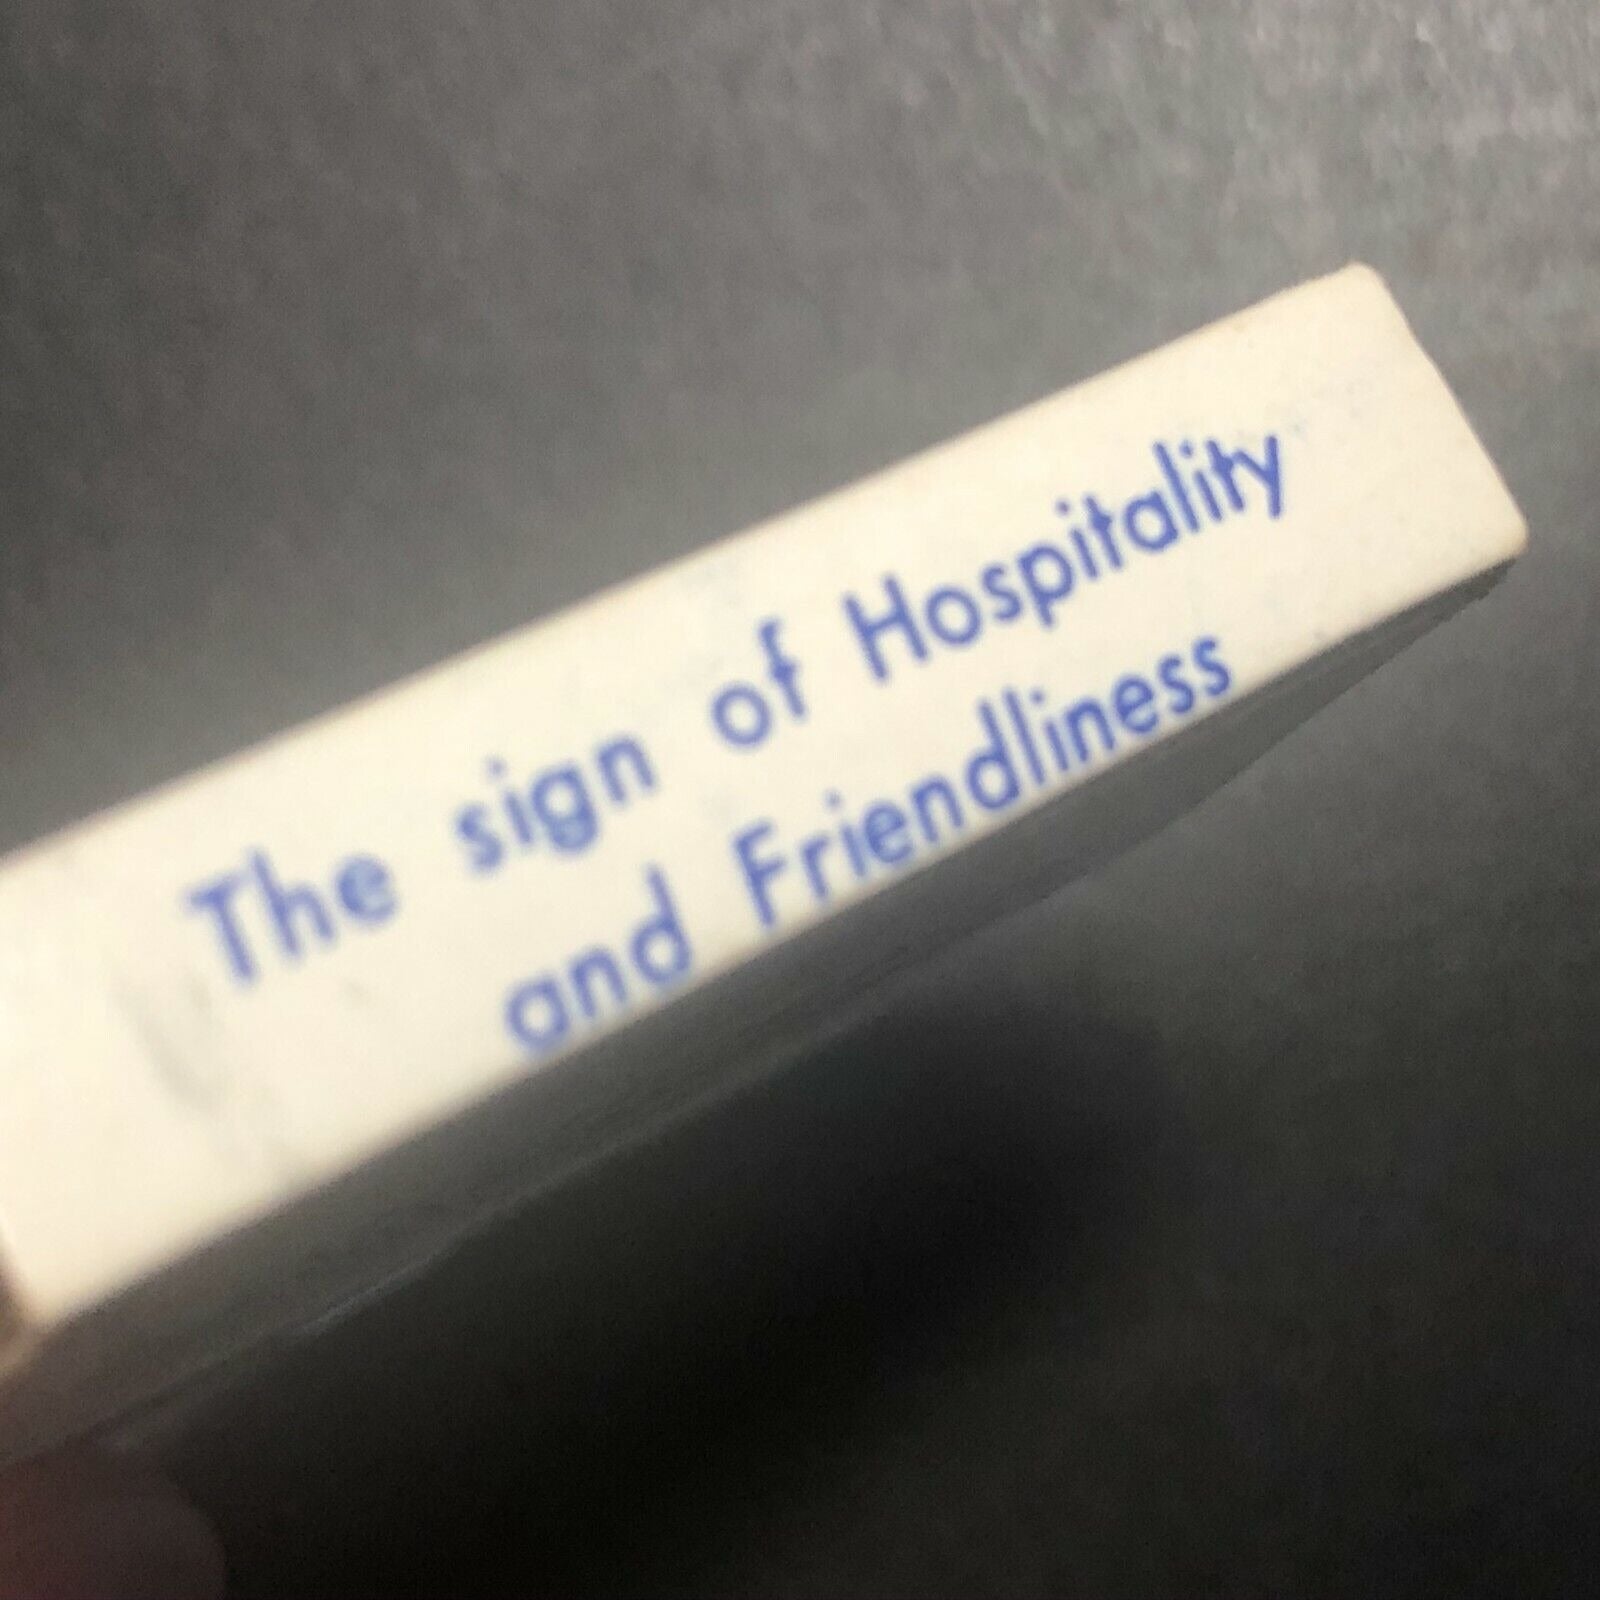 The sign of Hospitality
and Friendliness